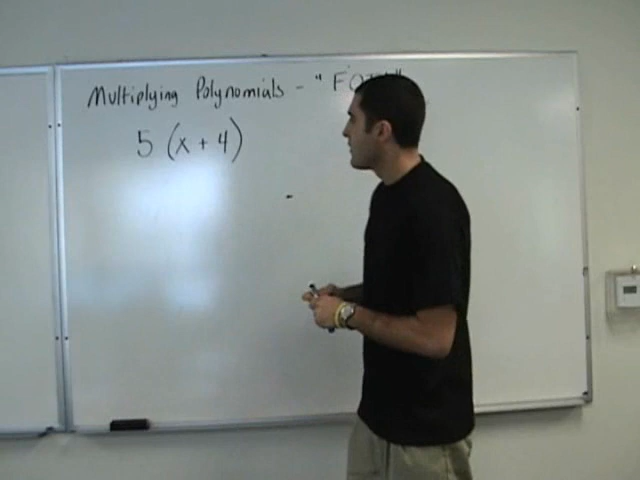 Multiplying Polynomials - "
5 (x + 4)